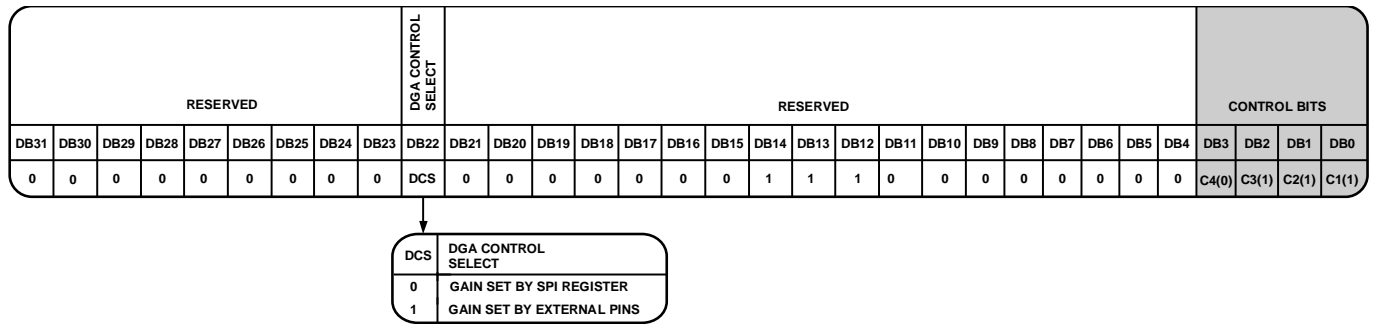 RESERVED
DGA CONTROL
SELECT
RESERVED
CONTROL BITS
DB31 DB30 DB29 DB28 DB27 DB26 DB25 DB24 DB23 DB22 DB21 DB20 DB19 DB18 DB17 DB16 DB15 DB14 DB13 DB12 DB11 DB10 DB9 DB8 DB7 DB6 DB5 DB4 DB3 DB2 DB1 DB0
0 0 0 0 0 0 0 0 0 DCS 0 0 0 0 0 0 0 1 1 1 0 0 0 0 0 0 0 0 C4(0) C3(1) C2(1) C1(1)
DCS DGA CONTROL
SELECT
0 GAIN SET BY SPI REGISTER
1 GAIN SET BY EXTERNAL PINS